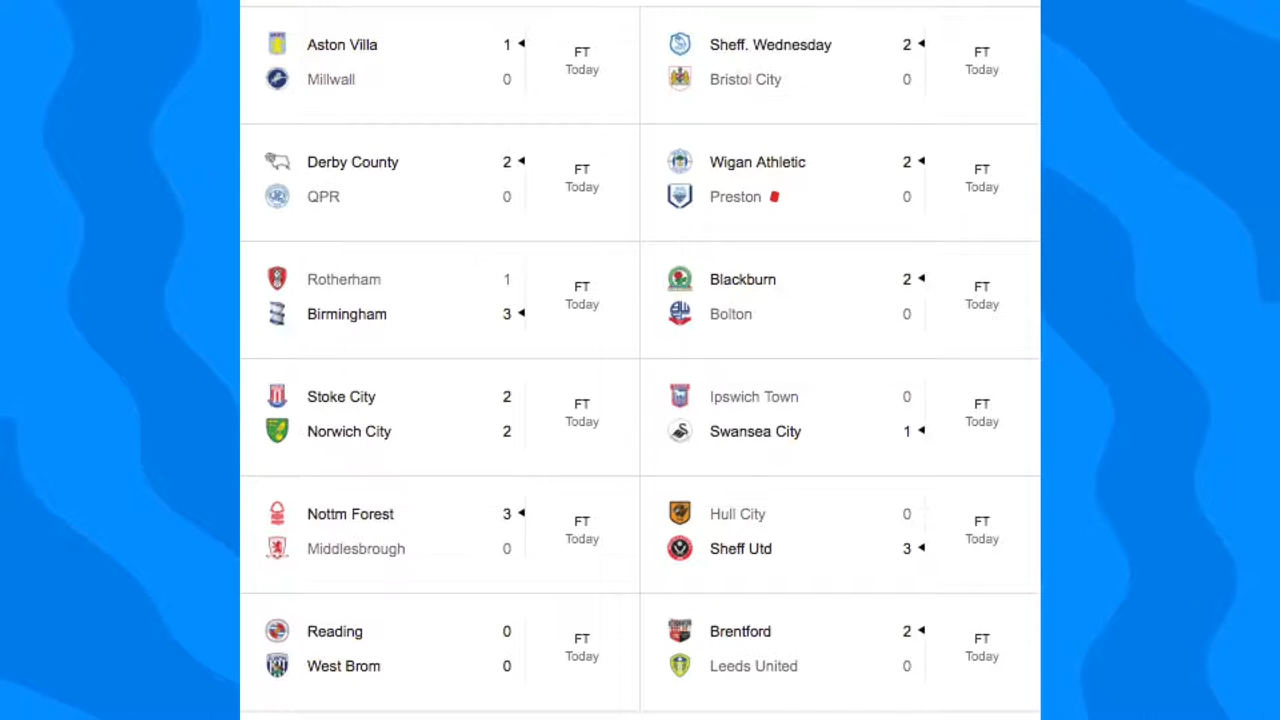 Aston Villa 1
Millwall 0
FT
Today
Sheff. Wednesday 2
Bristol City 0
FT
Today
Derby County 2
QPR 0
FT
Today
Wigan Athletic 2
Preston 0
FT
Today
Rotherham 1
Birmingham 3
FT
Today
Blackburn 2
Bolton 0
FT
Today
Stoke City 2
Norwich City 2
FT
Today
Ipswich Town 0
Swansea City 1
FT
Today
Nottm Forest 3
Middlesbrough 0
FT
Today
Hull City 0
Sheff Utd 3
FT
Today
Reading 0
West Brom 0
FT
Today
Brentford 2
Leeds United 0
FT
Today